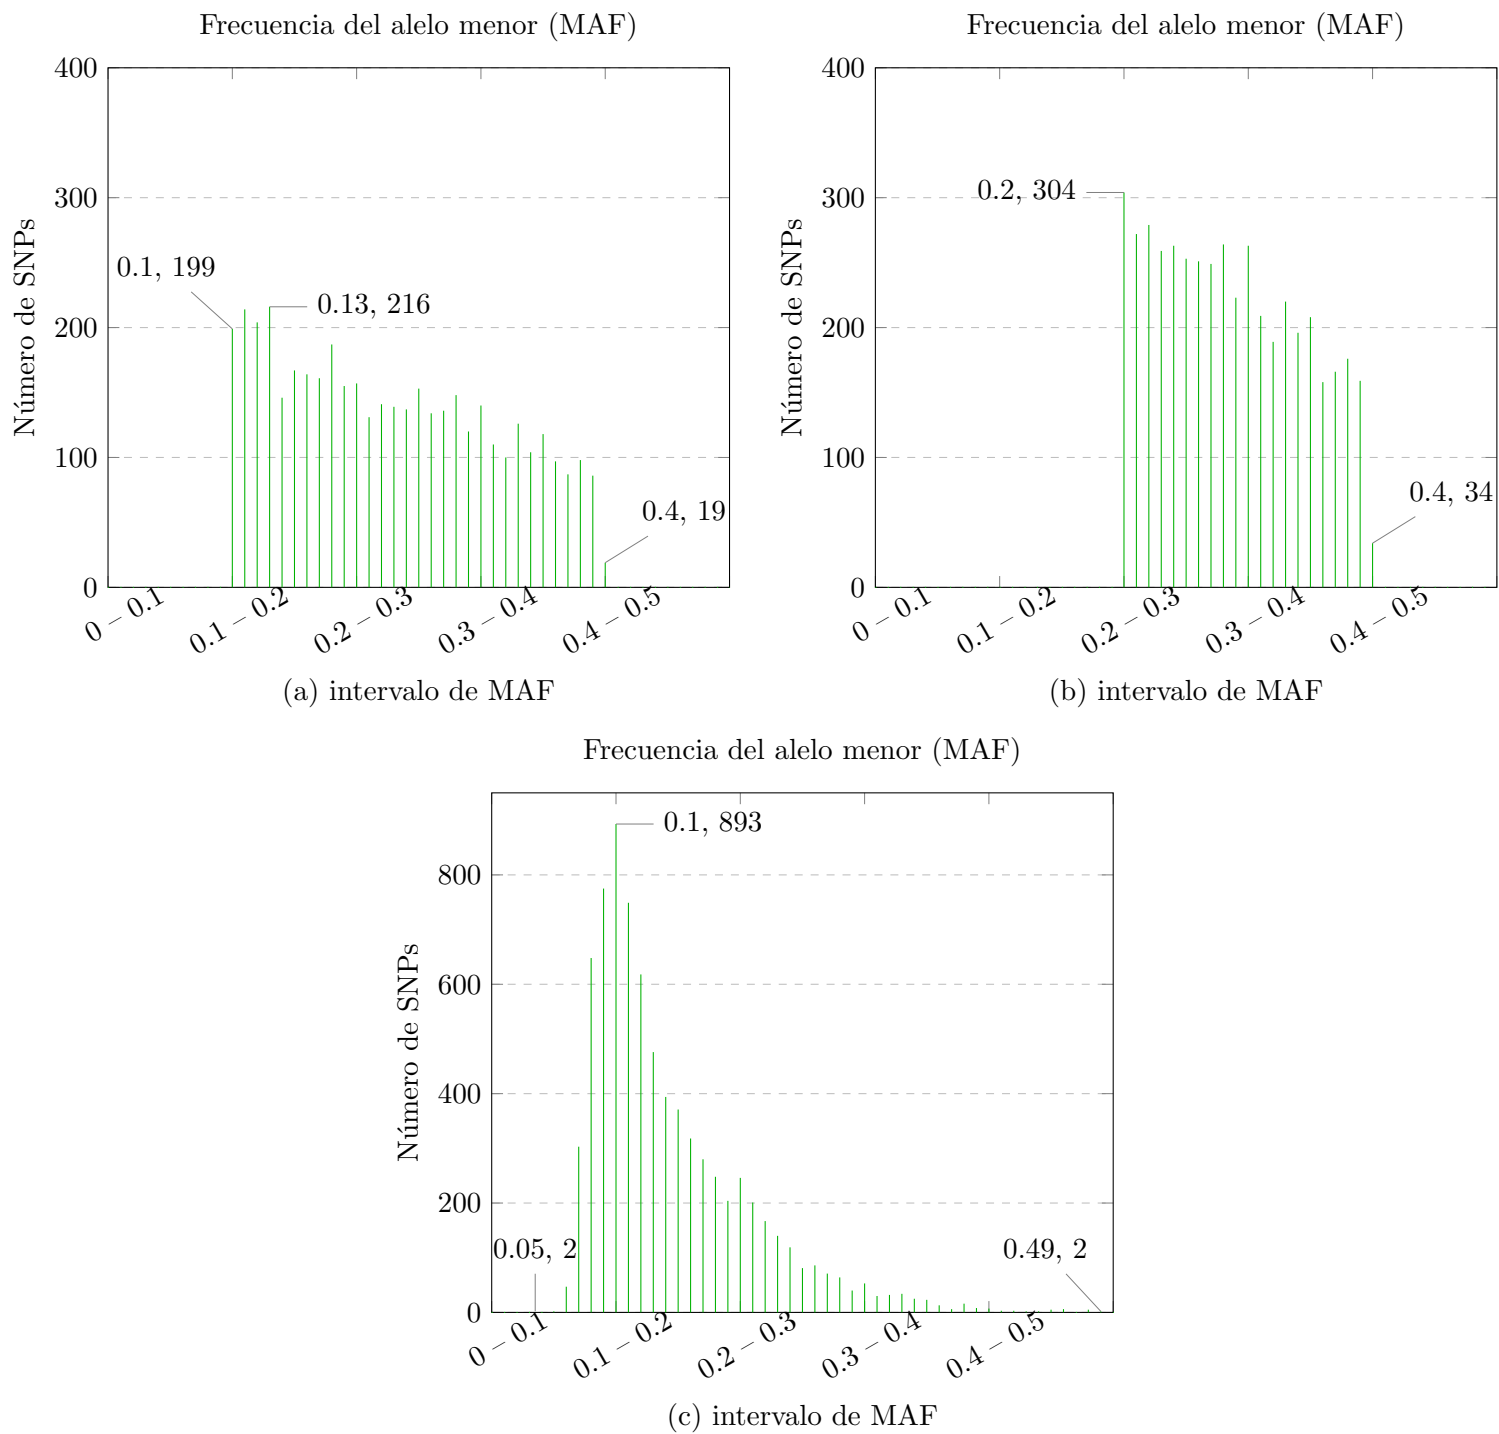 Frecuencia del alelo menor (MAF)
400
300
200
100
0
Número de SNPs
0.1, 199
0.13, 216
0.4, 19
0 – 0.1
0.1 – 0.2
0.2 – 0.3
0.3 – 0.4
0.4 – 0.5
(a) intervalo de MAF
Frecuencia del alelo menor (MAF)
400
300
200
100
0
Número de SNPs
0.2, 304
0.4, 34
0 – 0.1
0.1 – 0.2
0.2 – 0.3
0.3 – 0.4
0.4 – 0.5
(b) intervalo de MAF
Frecuencia del alelo menor (MAF)
800
600
400
200
0
Número de SNPs
0.1, 893
0.05, 2
0.49, 2
0 – 0.1
0.1 – 0.2
0.2 – 0.3
0.3 – 0.4
0.4 – 0.5
(c) intervalo de MAF